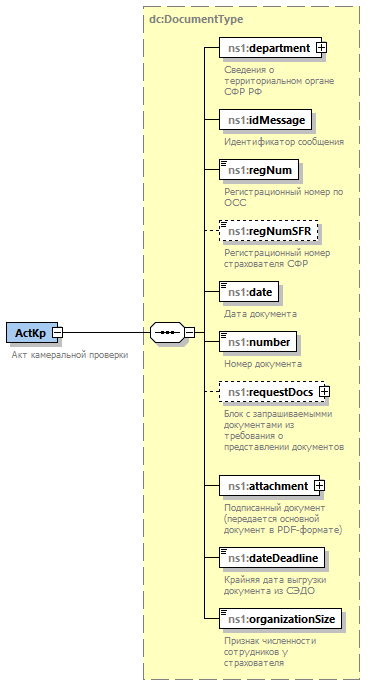 dc:DocumentType
ns1:department
Сведения о
территориальном органе
СФР РФ
ns1:idMessage
Идентификатор сообщения
ns1:regNum
Регистрационный номер по
ОСС
ns1:regNumSFR
Регистрационный номер
страхователя СФР
ns1:date
Дата документа
ActKp
Акт камеральной проверки
ns1:number
Номер документа
ns1:requestDocs
Блок с запрашиваемымми
документами из
требования о
представлении документов
ns1:attachment
Подписанный документ
(передается основной
документ в PDF-формате)
ns1:dateDeadline
Крайняя дата выгрузки
документа из СЭДО
ns1:organizationSize
Признак численности
сотрудников у
страхователя